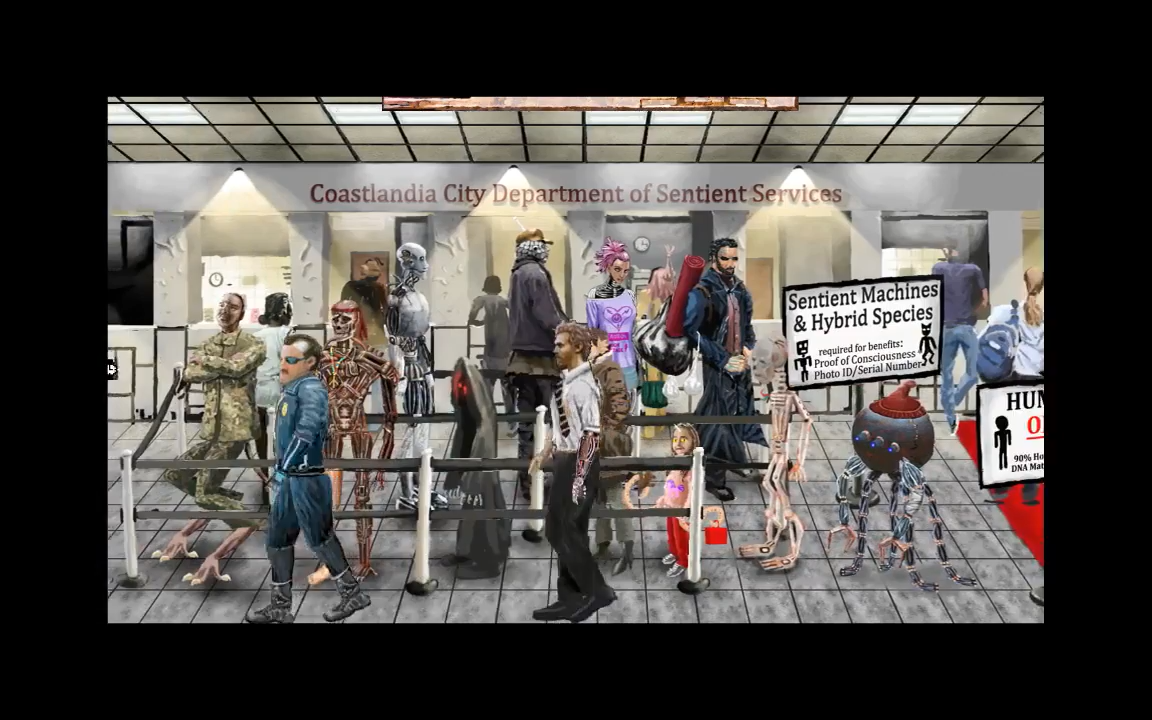 Coastlandia City Department of Sentient Services
Sentient Machines
& Hybrid Species
required for benefits:
Proof of Consciousness
Photo ID/Serial Number
HUM
O
90% Ho
DNA Mat